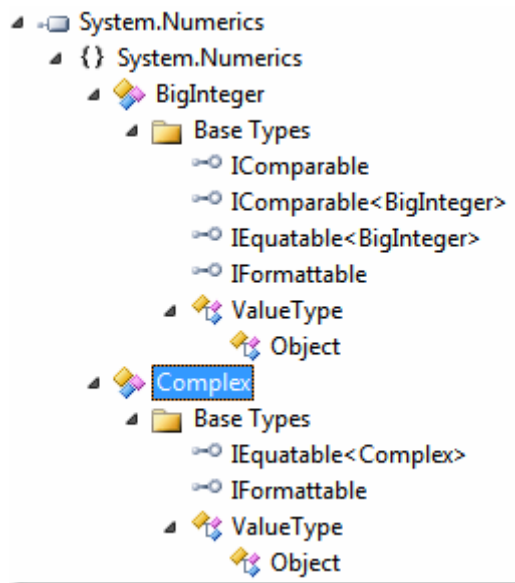 System.Numerics
{} System.Numerics
BigInteger
Base Types
IComparable
IComparable<BigInteger>
IEquatable<BigInteger>
IFormattable
ValueType
Object
Complex
Base Types
IEquatable<Complex>
IFormattable
ValueType
Object